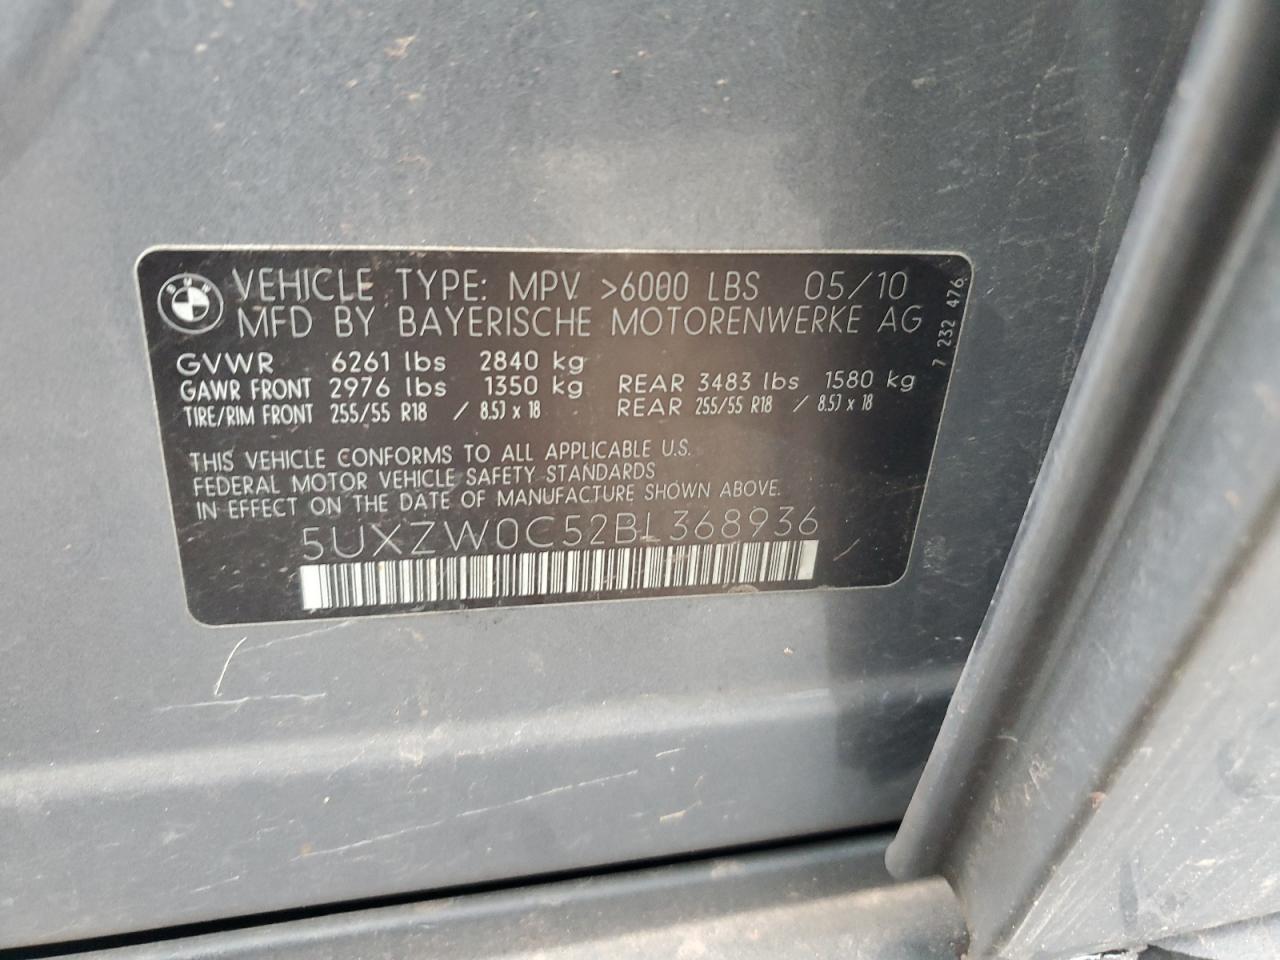 BMW
VEHICLE TYPE: MPV >6000 LBS 05/10
MFD BY BAYERISCHE MOTORENWERKE AG
GVWR 6261 lbs 2840 kg
GAWR FRONT 2976 lbs 1350 kg REAR 3483 lbs 1580 kg
TIRE/RIM FRONT 255/55 R18 / 8.5J x 18 REAR 255/55 R18 / 8.5J x 18
THIS VEHICLE CONFORMS TO ALL APPLICABLE U.S.
FEDERAL MOTOR VEHICLE SAFETY STANDARDS
IN EFFECT ON THE DATE OF MANUFACTURE SHOWN ABOVE.
5UXZW0C52BL368936
7 232 476